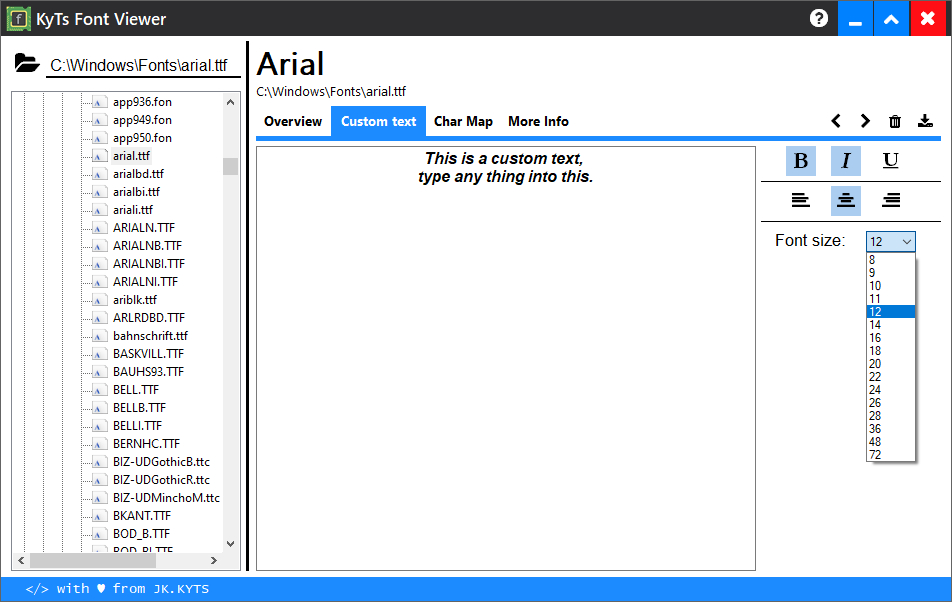 KyTs Font Viewer
C:\Windows\Fonts\arial.ttf
app936.fon
app949.fon
app950.fon
arial.ttf
arialbd.ttf
arialbi.ttf
ariali.ttf
ARIALN.TTF
ARIALNB.TTF
ARIALNBI.TTF
ARIALNI.TTF
ariblk.ttf
ARLRDBD.TTF
bahnschrift.ttf
BASKVILL.TTF
BAUHS93.TTF
BELL.TTF
BELLB.TTF
BELLI.TTF
BERNHC.TTF
BIZ-UDGothicB.ttc
BIZ-UDGothicR.ttc
BIZ-UDMinchoM.ttc
BKANT.TTF
BOD_B.TTF
BOD_BI.TTF
Arial
C:\Windows\Fonts\arial.ttf
Overview Custom text Char Map More Info
This is a custom text,
type any thing into this.
B I U
Font size: 12
8
9
10
11
12
14
16
18
20
22
24
26
28
36
48
72
</> with ♥ from JK.KYTS